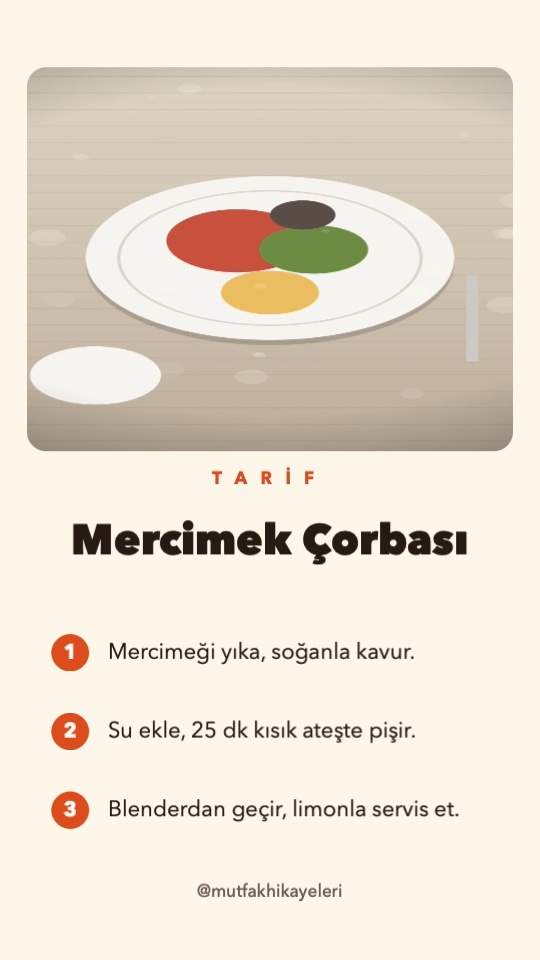 TARİF
Mercimek Çorbası
1 Mercimeği yıka, soğanla kavur.
2 Su ekle, 25 dk kısık ateşte pişir.
3 Blenderdan geçir, limonla servis et.
@mutfakhikayeleri